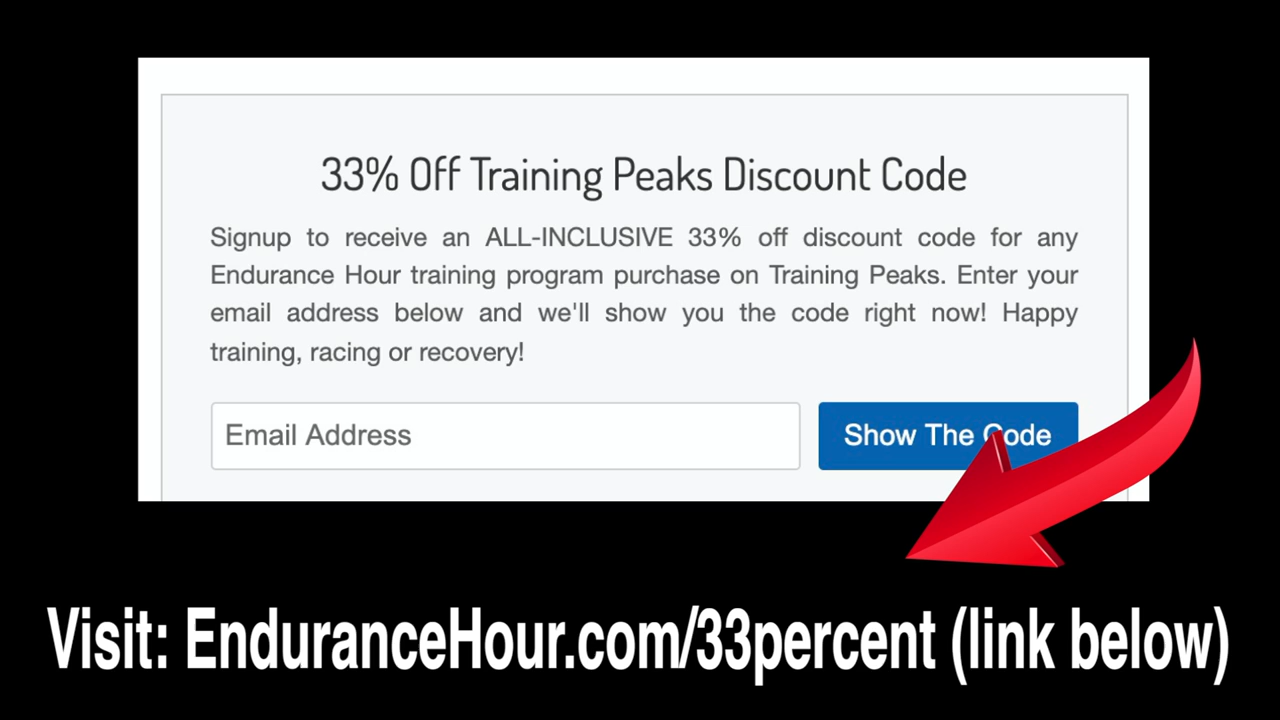 33% Off Training Peaks Discount Code
Signup to receive an ALL-INCLUSIVE 33% off discount code for any
Endurance Hour training program purchase on Training Peaks. Enter your
email address below and we'll show you the code right now! Happy
training, racing or recovery!
Email Address
Show The Code
Visit: EnduranceHour.com/33percent (link below)